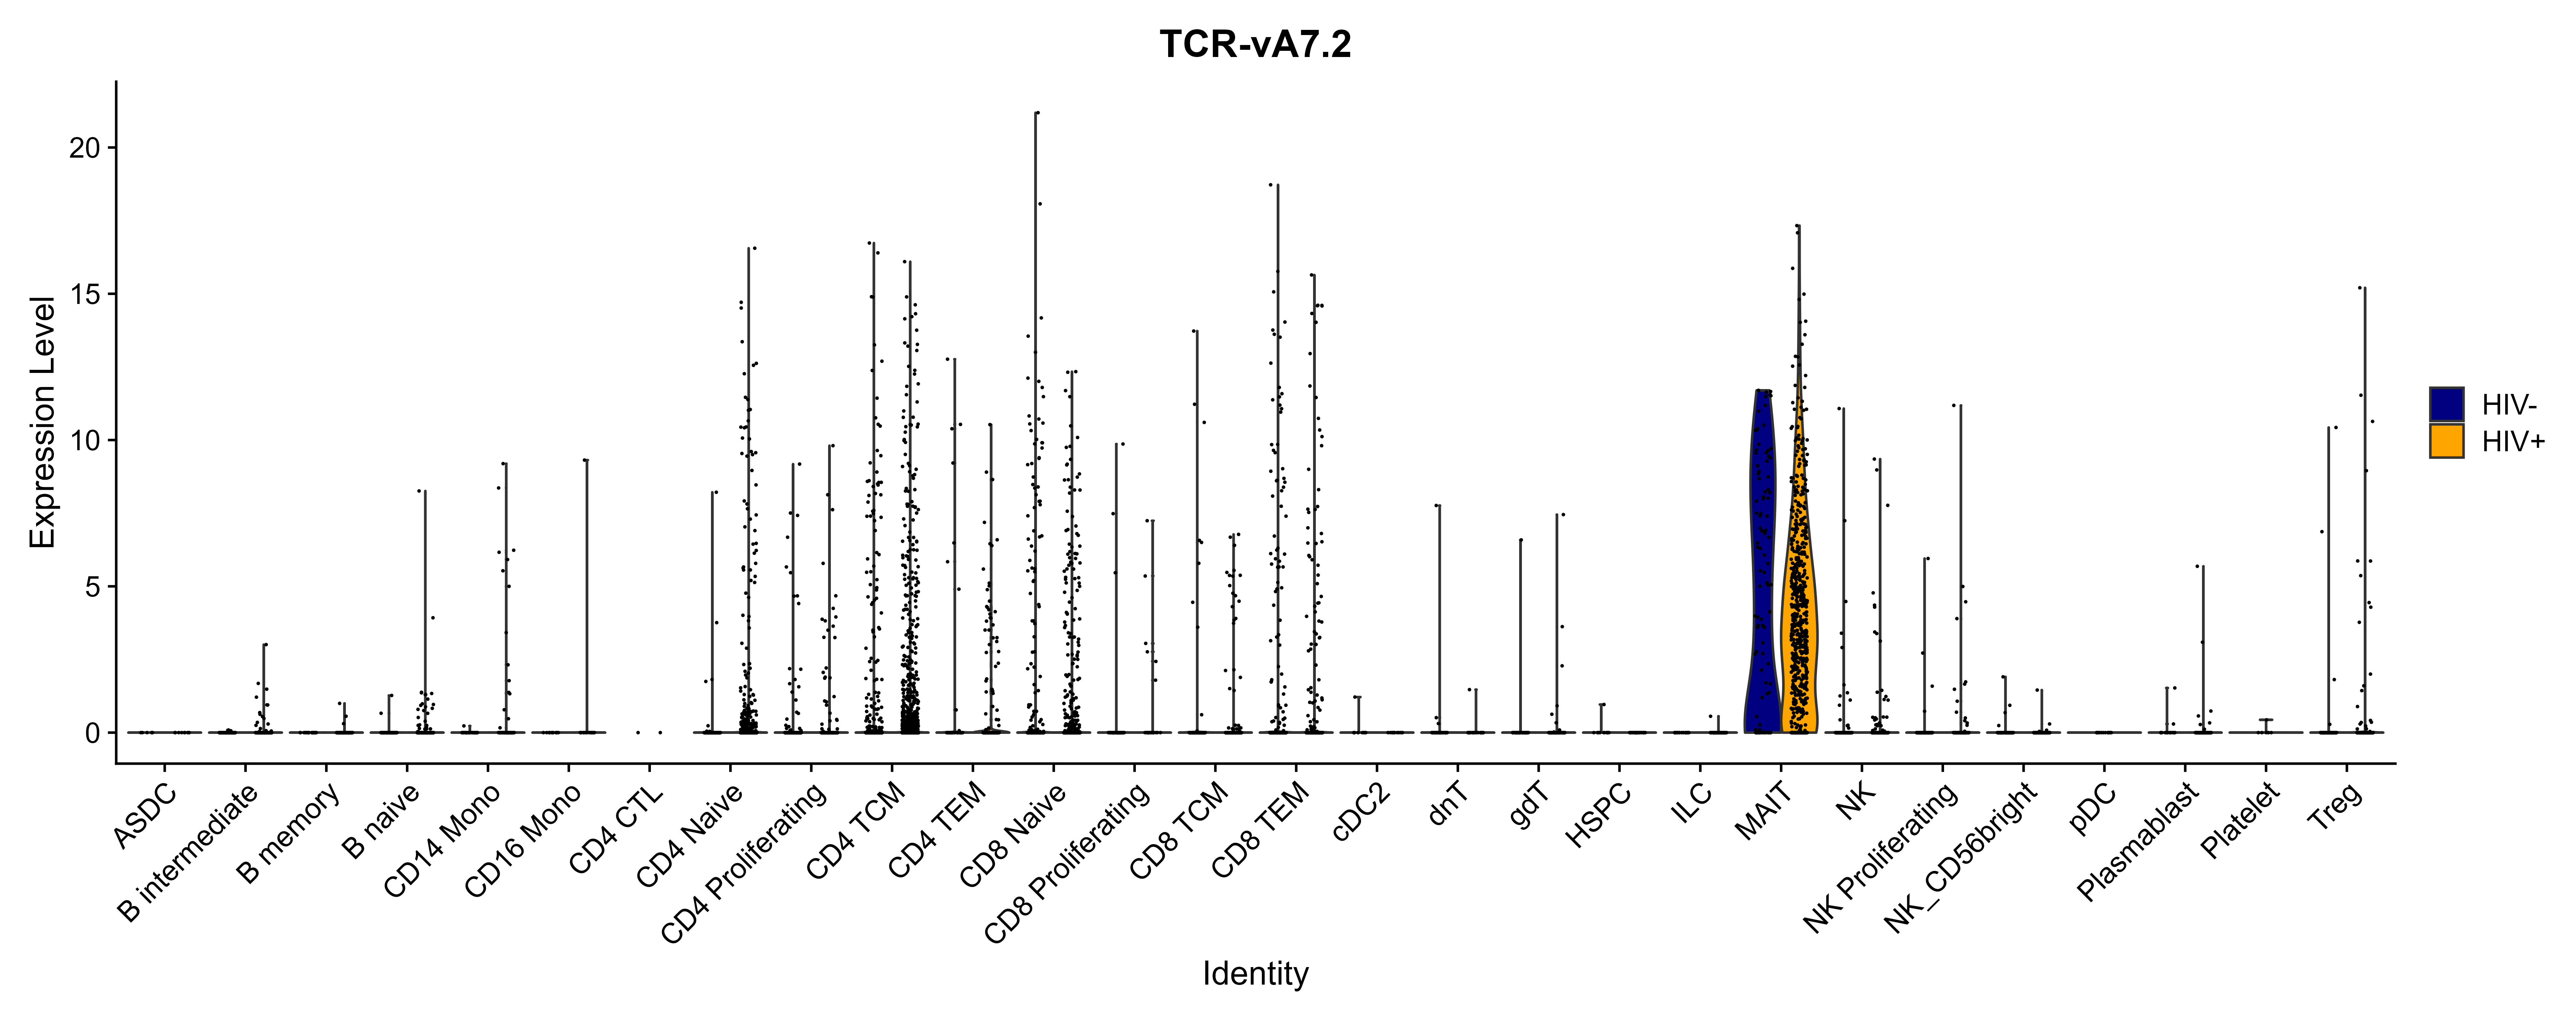 TCR-vA7.2
Expression Level
20
15
10
5
0
ASDC
B intermediate
B memory
B naive
CD14 Mono
CD16 Mono
CD4 CTL
CD4 Naive
CD4 Proliferating
CD4 TCM
CD4 TEM
CD8 Naive
CD8 Proliferating
CD8 TCM
CD8 TEM
cDC2
dnT
gdT
HSPC
ILC
MAIT
NK
NK Proliferating
NK_CD56bright
pDC
Plasmablast
Platelet
Treg
Identity
HIV-
HIV+